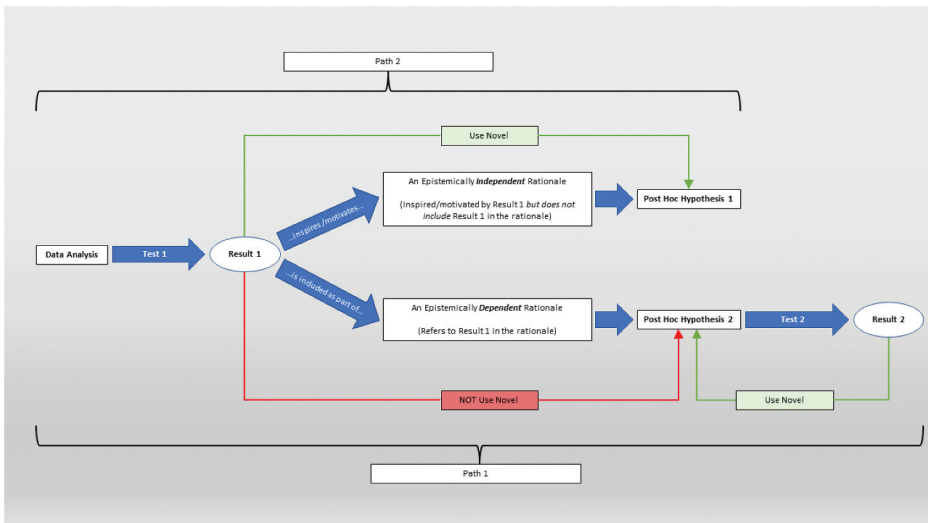 Path 2
Use Novel
An Epistemically Independent Rationale
(Inspired/motivated by Result 1 but does not
include Result 1 in the rationale)
Post Hoc Hypothesis 1
...inspires/motivates...
Data Analysis
Test 1
Result 1
...is included as part of...
An Epistemically Dependent Rationale
(Refers to Result 1 in the rationale)
Post Hoc Hypothesis 2
Test 2
Result 2
NOT Use Novel
Use Novel
Path 1